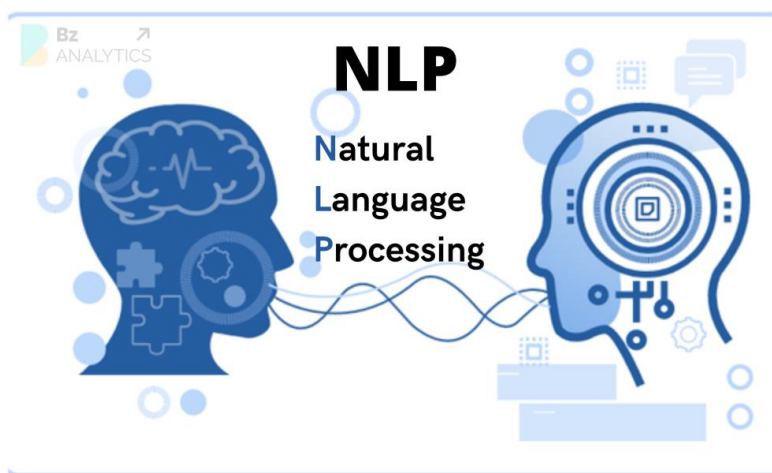 Bz
ANALYTICS
NLP
Natural
Language
Processing